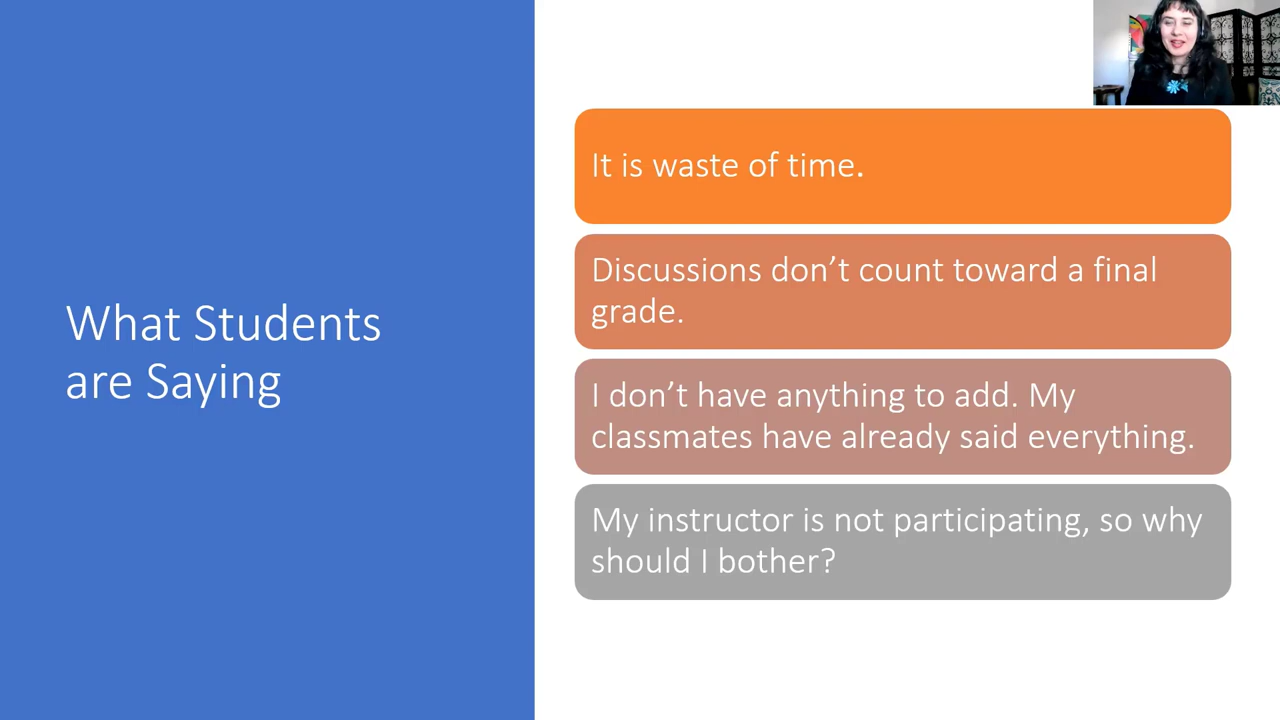 What Students
are Saying
It is waste of time.
Discussions don’t count toward a final
grade.
I don’t have anything to add. My
classmates have already said everything.
My instructor is not participating, so why
should I bother?